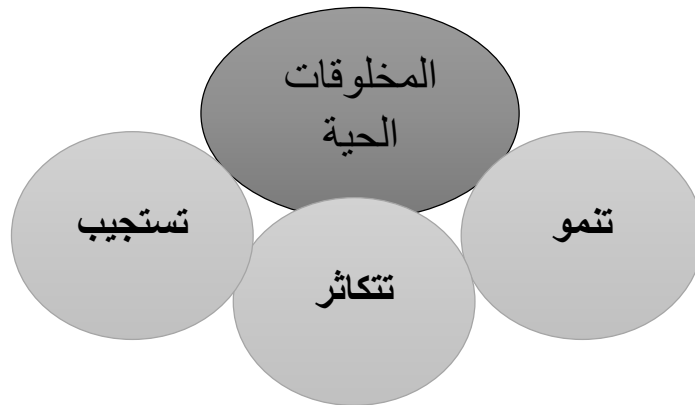 المخلوقات
الحية
تنمو
تتكاثر
تستجيب